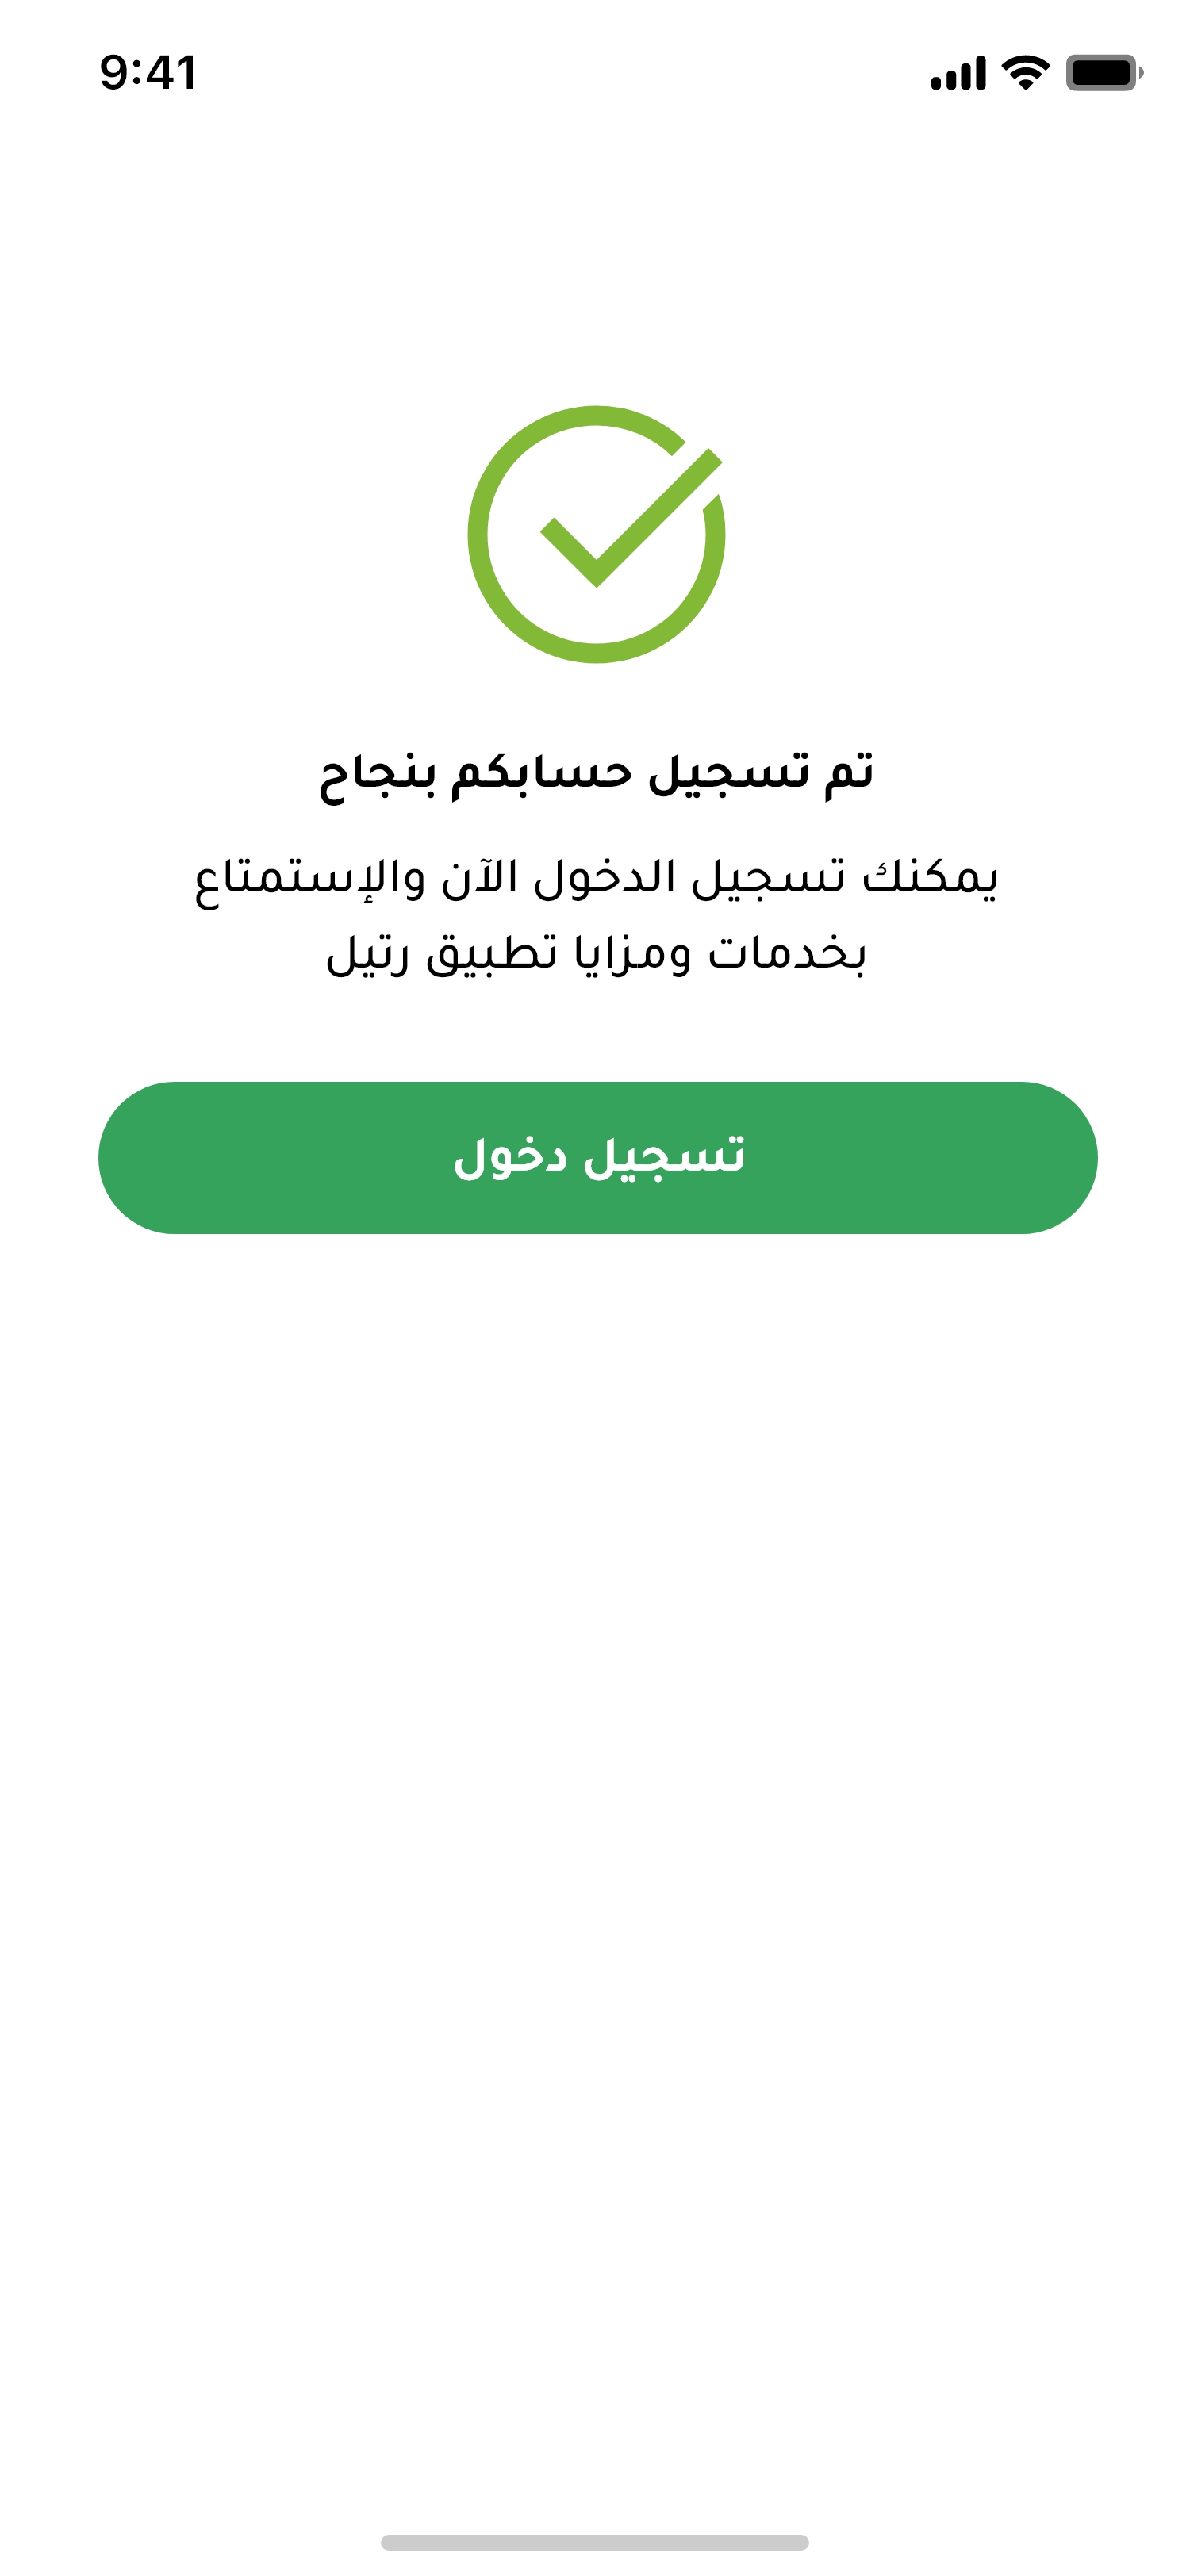 9:41
تم تسجيل حسابكم بنجاح
يمكنك تسجيل الدخول الآن والإستمتاع
بخدمات ومزايا تطبيق رتيل
تسجيل دخول